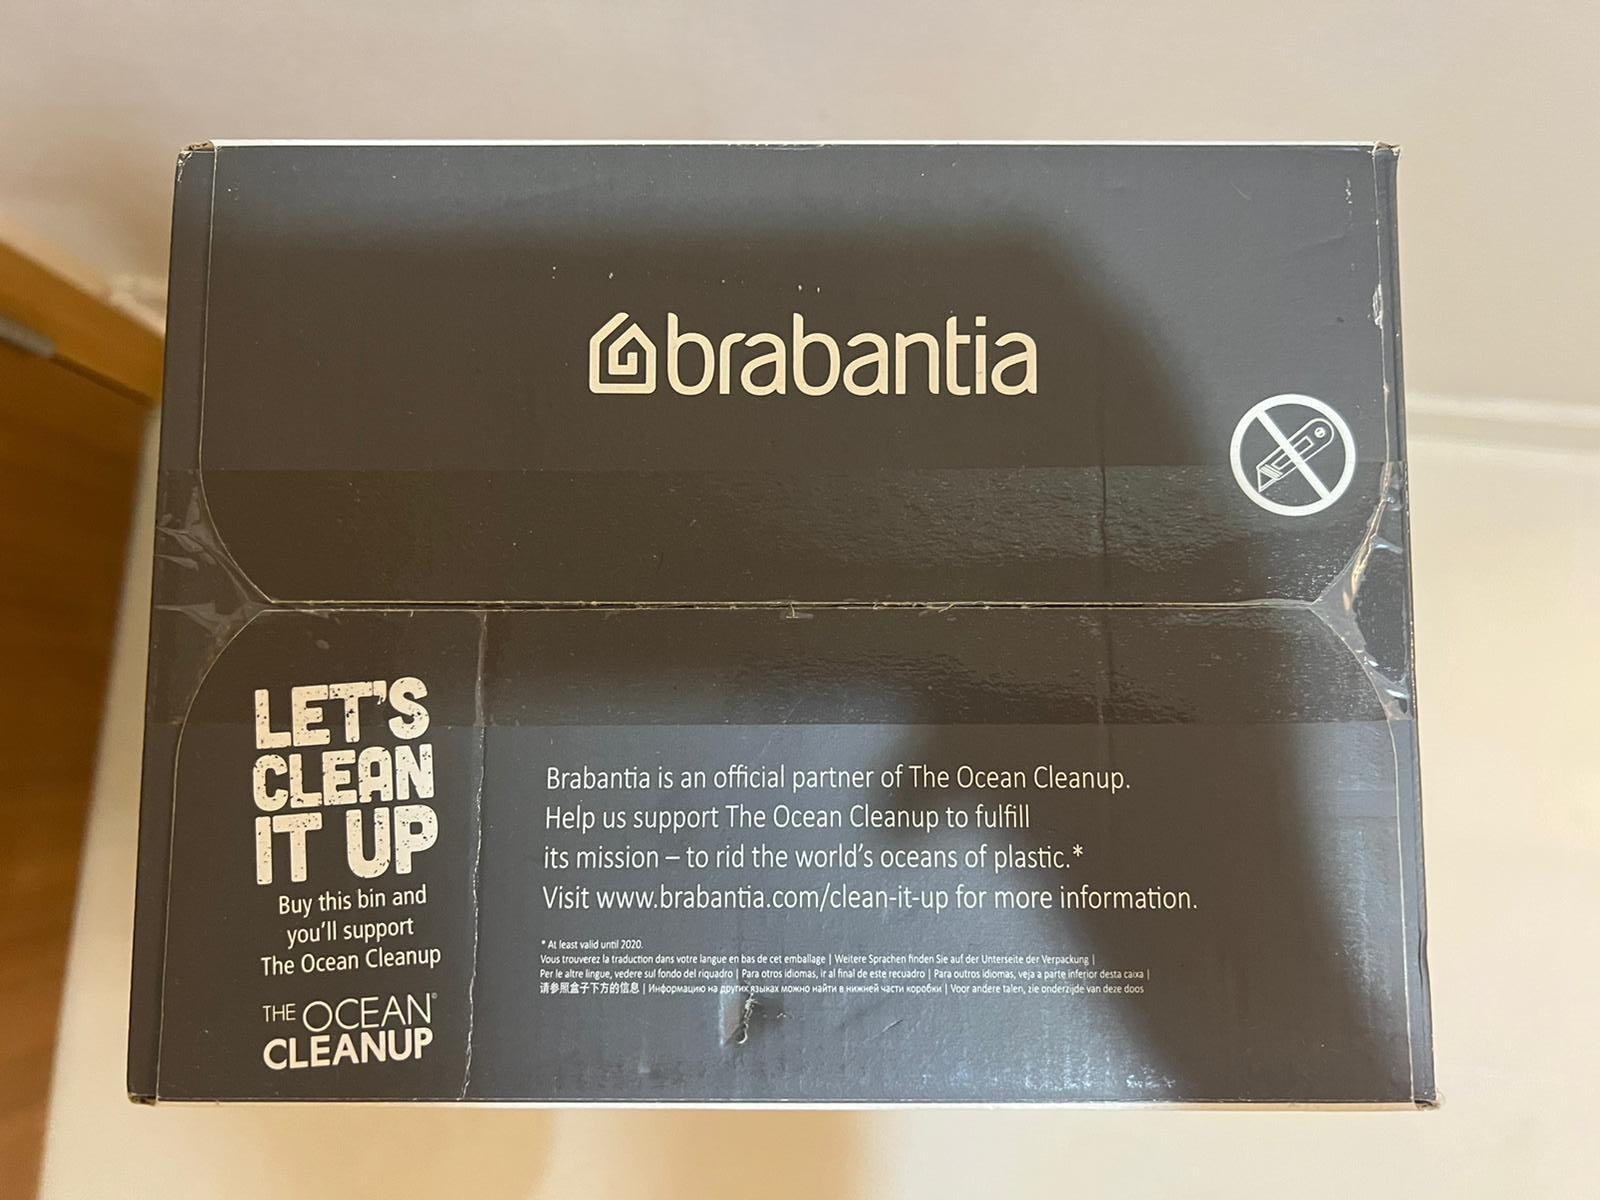 brabantia
LET'S
CLEAN
IT UP
Buy this bin and
you'll support
The Ocean Cleanup
THE OCEAN
CLEANUP
Brabantia is an official partner of The Ocean Cleanup.
Help us support The Ocean Cleanup to fulfill
its mission – to rid the world's oceans of plastic.*
Visit www.brabantia.com/clean-it-up for more information.
* At least valid until 2020.
Vous trouverez la traduction dans votre langue en bas de cet emballage | Weitere Sprachen finden Sie auf der Unterseite der Verpackung |
Per le altre lingue, vedere sul fondo del riquadro | Para otros idiomas, ir al final de este recuadro | Para outros idiomas, veja a parte inferior desta caixa |
请参照盒子下方的信息 | Информацию на других языках можно найти в нижней части коробки | Voor andere talen, zie onderzijde van deze doos